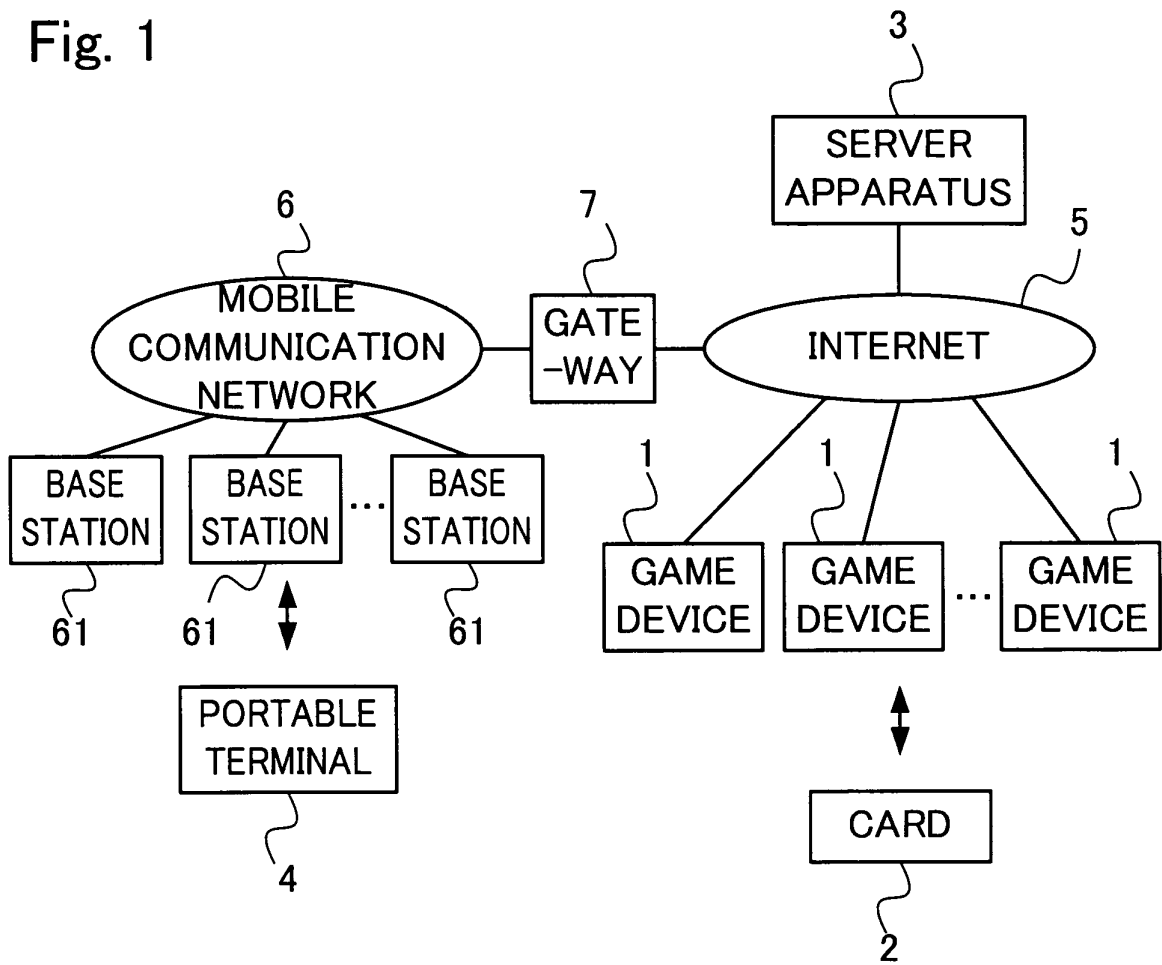 Fig. 1
3
SERVER
APPARATUS
6
7
5
MOBILE
COMMUNICATION
NETWORK
GATE
-WAY
INTERNET
1
1
1
BASE
STATION
BASE
STATION
...
BASE
STATION
GAME
DEVICE
GAME
DEVICE
...
GAME
DEVICE
61
61
61
PORTABLE
TERMINAL
4
CARD
2